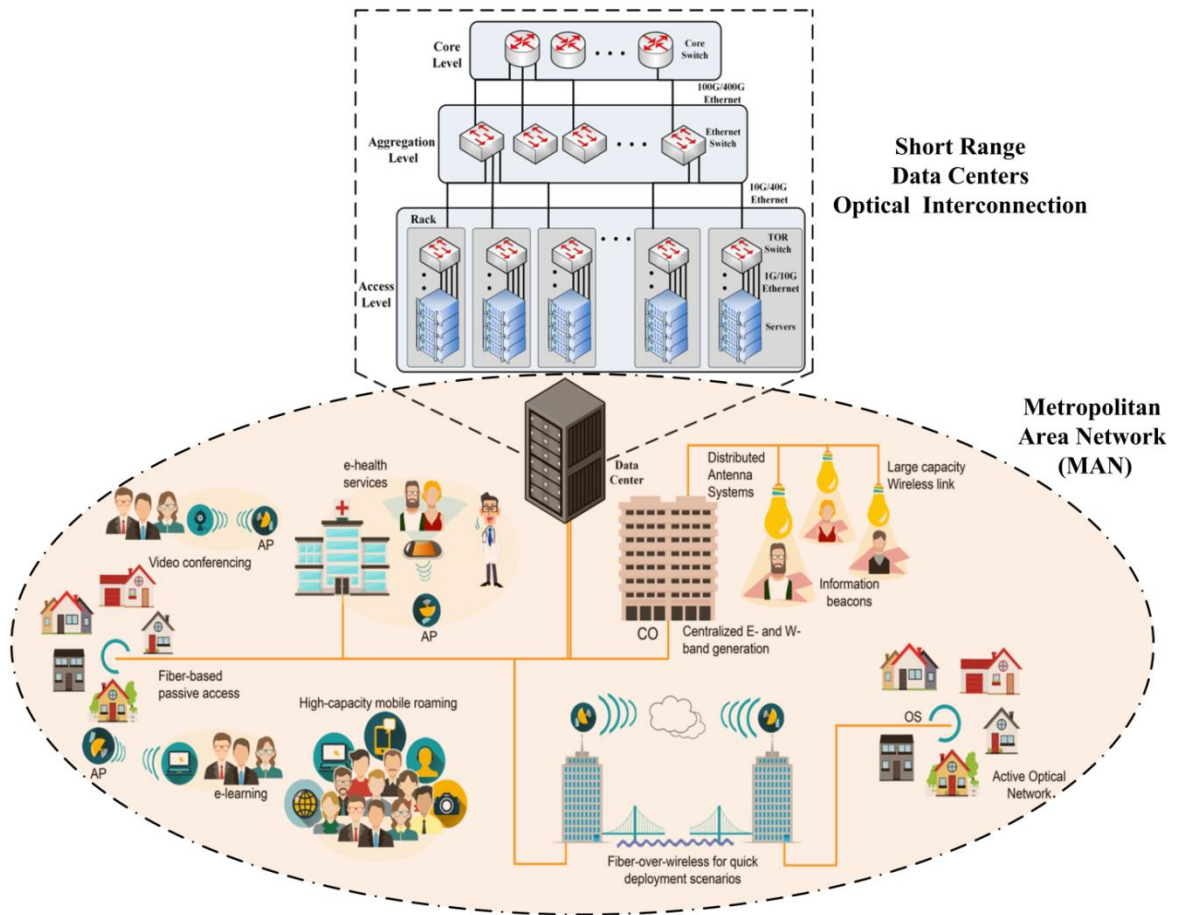 Core
Level
Core
Switch
100G/400G
Ethernet
Aggregation
Level
Ethernet
Switch
10G/40G
Ethernet
Short Range
Data Centers
Optical Interconnection
Rack
TOR
Switch
1G/10G
Ethernet
Access
Level
Servers
Metropolitan
Area Network
(MAN)
Data
Center
e-health
services
Distributed
Antenna
Systems
Large capacity
Wireless link
AP
Video conferencing
Information
beacons
AP
CO
Centralized E- and W-
band generation
Fiber-based
passive access
High-capacity mobile roaming
OS
AP
e-learning
Active Optical
Network
Fiber-over-wireless for quick
deployment scenarios